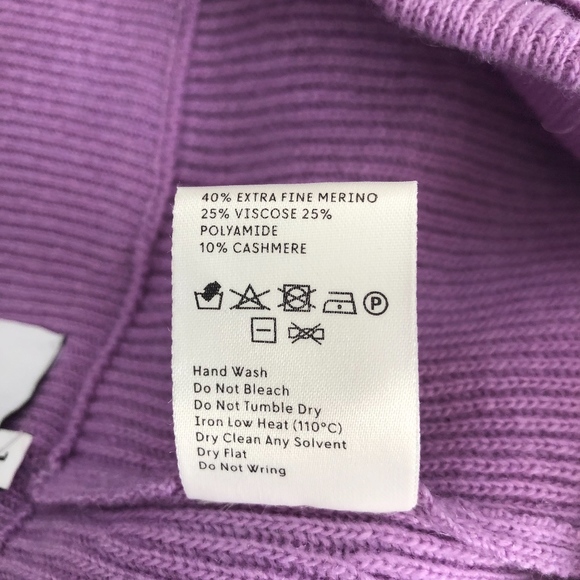 40% EXTRA FINE MERINO
25% VISCOSE 25%
POLYAMIDE
10% CASHMERE
P
Hand Wash
Do Not Bleach
Do Not Tumble Dry
Iron Low Heat (110°C)
Dry Clean Any Solvent
Dry Flat
Do Not Wring